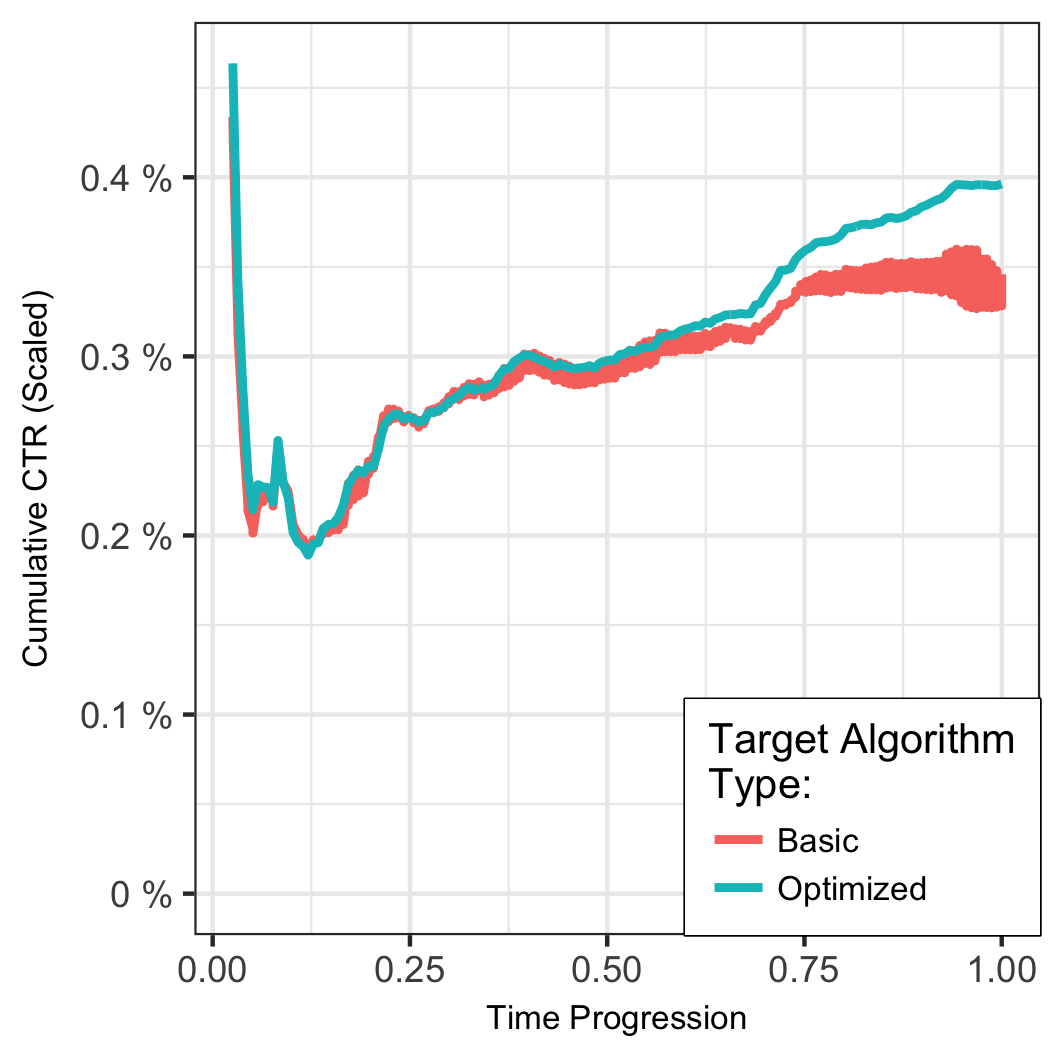 Cumulative CTR (Scaled)
0.4 %
0.3 %
0.2 %
0.1 %
0 %
0.00
0.25
0.50
0.75
1.00
Time Progression
Target Algorithm
Type:
Basic
Optimized